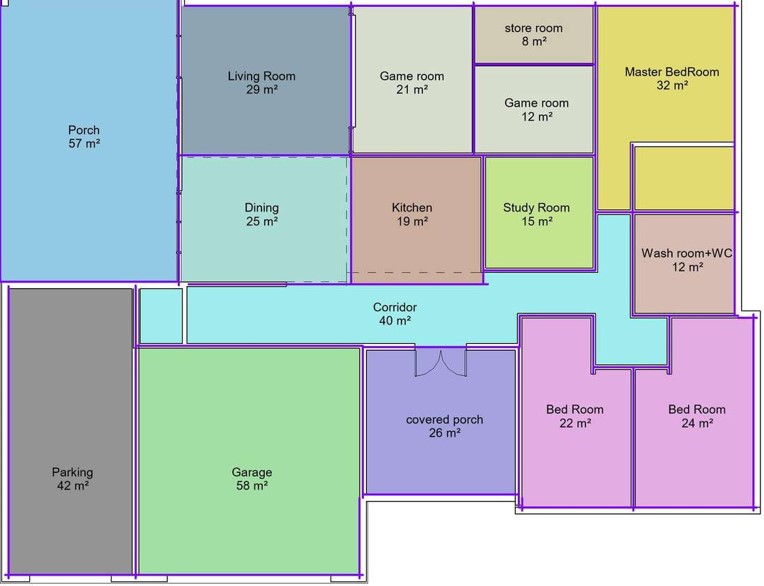 store room
8 m²
Living Room
29 m²
Game room
21 m²
Master BedRoom
32 m²
Game room
12 m²
Porch
57 m²
Dining
25 m²
Kitchen
19 m²
Study Room
15 m²
Wash room+WC
12 m²
Corridor
40 m²
covered porch
26 m²
Bed Room
22 m²
Bed Room
24 m²
Parking
42 m²
Garage
58 m²